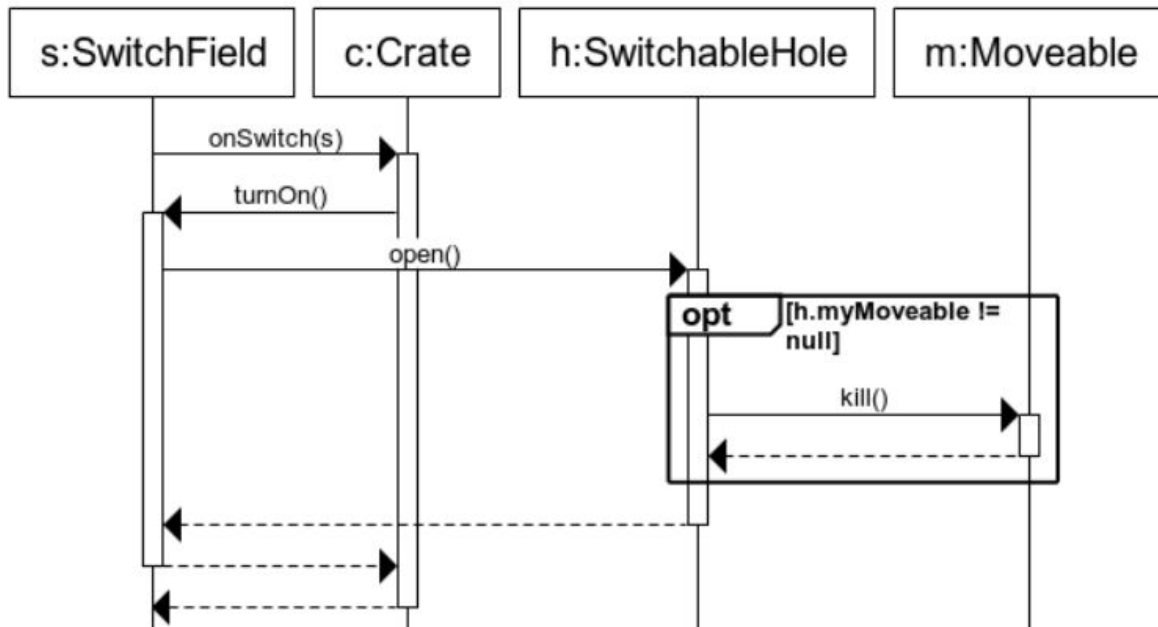 s:SwitchField
c:Crate
h:SwitchableHole
m:Moveable
onSwitch(s)
turnOn()
open()
opt
[h.myMoveable !=
null]
kill()